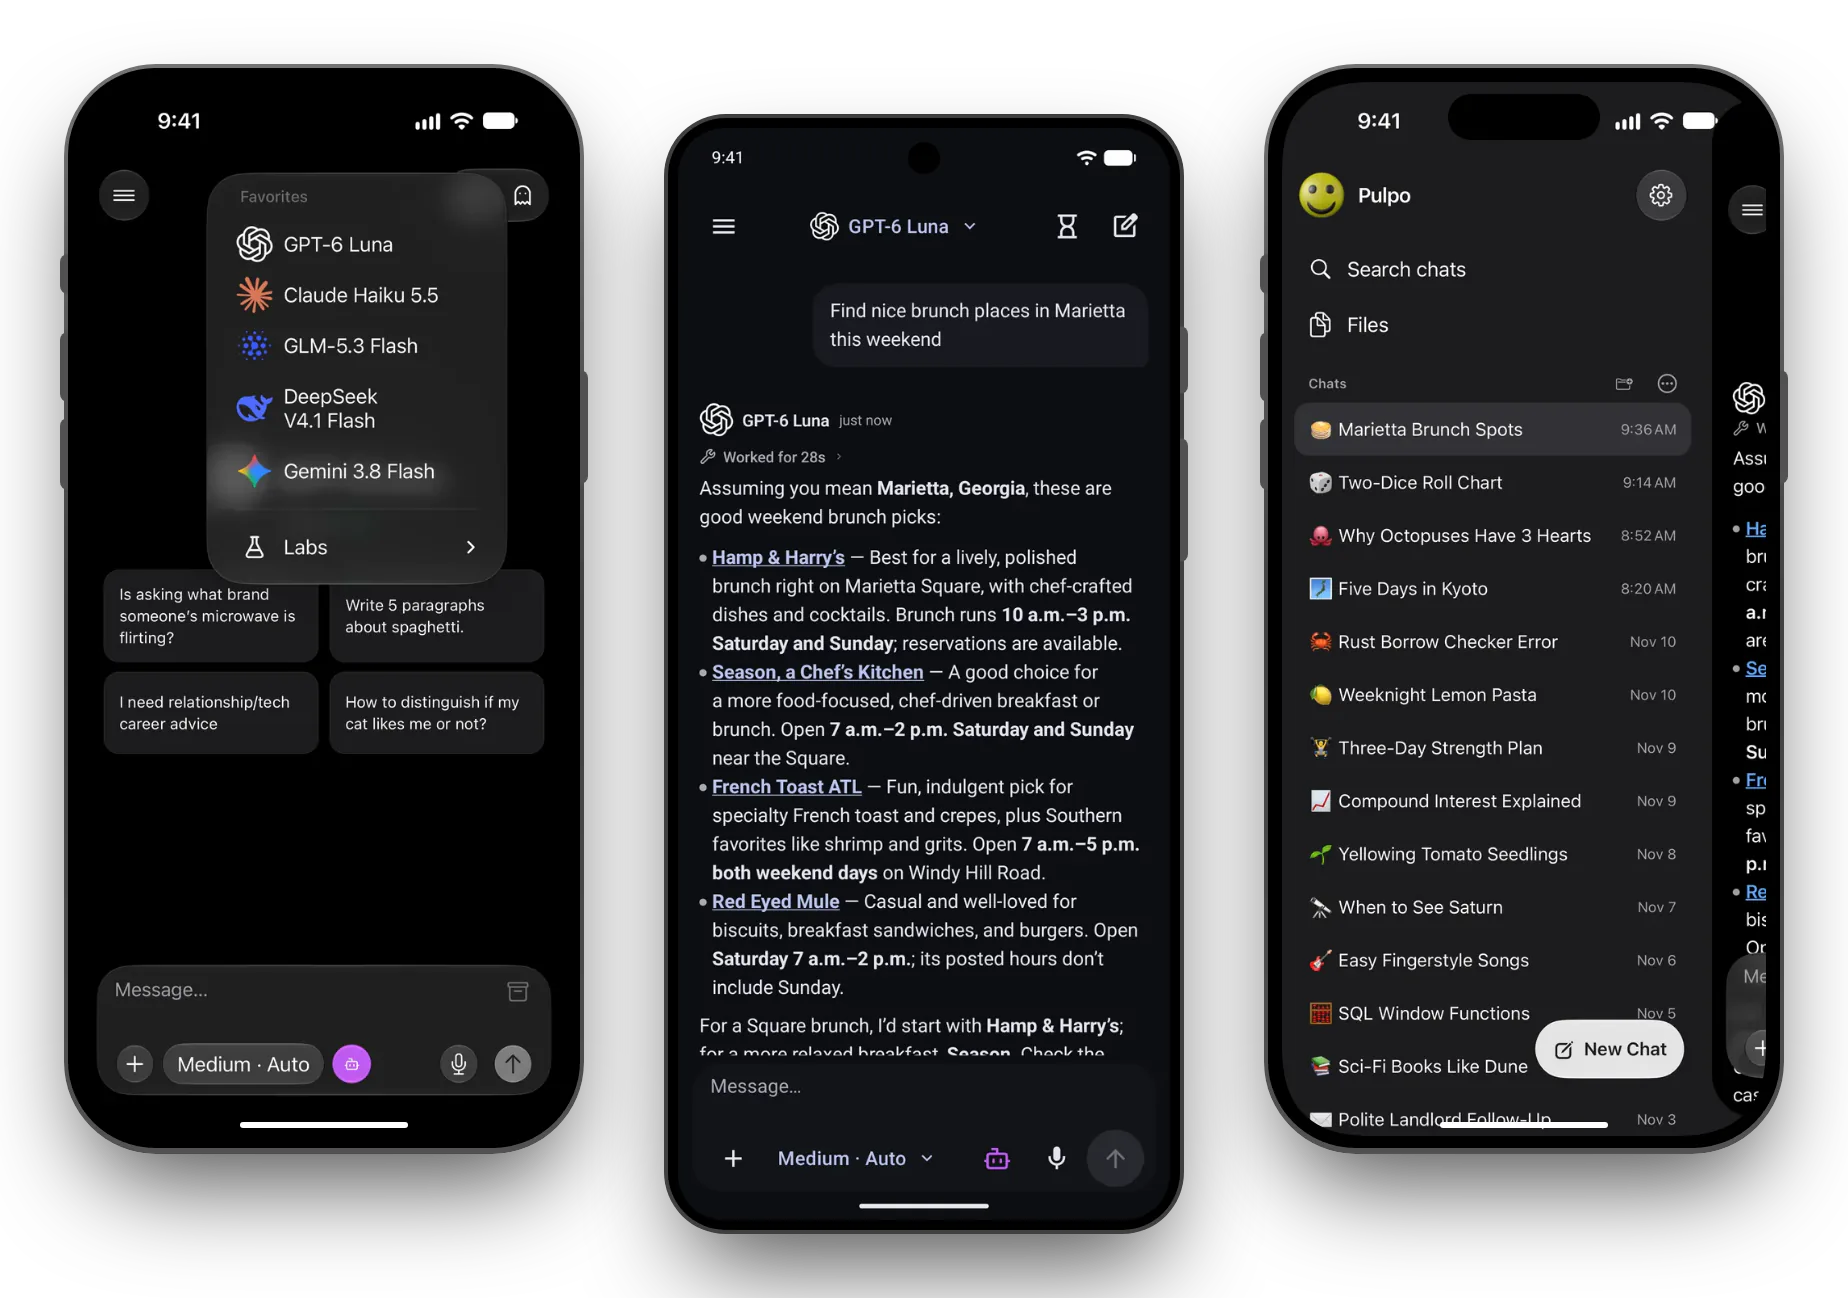 9:41
Favorites
GPT-6 Luna
Claude Haiku 5.5
GLM-5.3 Flash
DeepSeek
V4.1 Flash
Gemini 3.8 Flash
Labs
Is asking what brand
someone's microwave is
flirting?
Write 5 paragraphs
about spaghetti.
I need relationship/tech
career advice
How to distinguish if my
cat likes me or not?
Message...
Medium · Auto
9:41
GPT-6 Luna
Find nice brunch places in Marietta
this weekend
GPT-6 Luna just now
Worked for 28s
Assuming you mean Marietta, Georgia, these are
good weekend brunch picks:
• Hamp & Harry’s — Best for a lively, polished
brunch right on Marietta Square, with chef-crafted
dishes and cocktails. Brunch runs 10 a.m.–3 p.m.
Saturday and Sunday; reservations are available.
• Season, a Chef’s Kitchen — A good choice for
a more food-focused, chef-driven breakfast or
brunch. Open 7 a.m.–2 p.m. Saturday and Sunday
near the Square.
• French Toast ATL — Fun, indulgent pick for
specialty French toast and crepes, plus Southern
favorites like shrimp and grits. Open 7 a.m.–5 p.m.
both weekend days on Windy Hill Road.
• Red Eyed Mule — Casual and well-loved for
biscuits, breakfast sandwiches, and burgers. Open
Saturday 7 a.m.–2 p.m.; its posted hours don’t
include Sunday.
For a Square brunch, I’d start with Hamp & Harry’s;
for a more relaxed breakfast, Season. Check the
Message...
Medium · Auto
9:41
Pulpo
Search chats
Files
Chats
Marietta Brunch Spots 9:36 AM
Two-Dice Roll Chart 9:14 AM
Why Octopuses Have 3 Hearts 8:52 AM
Five Days in Kyoto 8:20 AM
Rust Borrow Checker Error Nov 10
Weeknight Lemon Pasta Nov 10
Three-Day Strength Plan Nov 9
Compound Interest Explained Nov 9
Yellowing Tomato Seedlings Nov 8
When to See Saturn Nov 7
Easy Fingerstyle Songs Nov 6
SQL Window Functions Nov 5
Sci-Fi Books Like Dune
New Chat
Polite Landlord Follow-Up Nov 3